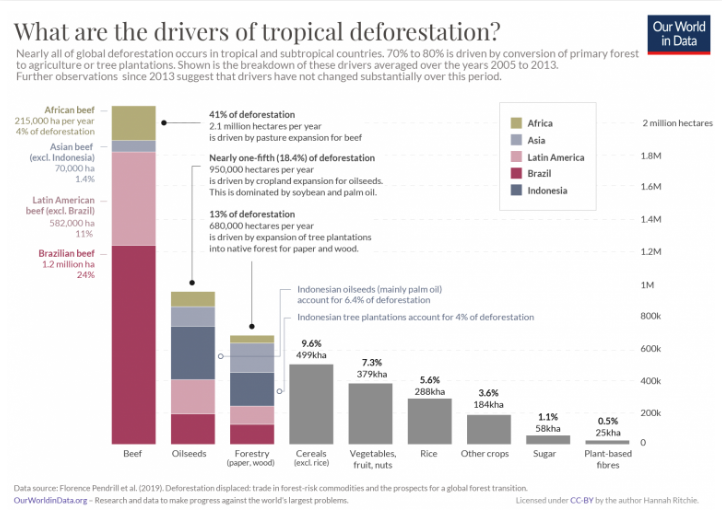 What are the drivers of tropical deforestation?
Our World
in Data
Nearly all of global deforestation occurs in tropical and subtropical countries. 70% to 80% is driven by conversion of primary forest
to agriculture or tree plantations. Shown is the breakdown of these drivers averaged over the years 2005 to 2013.
Further observations since 2013 suggest that drivers have not changed substantially over this period.
African beef
215,000 ha per year
4% of deforestation
Asian beef
(excl. Indonesia)
70,000 ha
1.4%
Latin American
beef (excl. Brazil)
582,000 ha
11%
Brazilian beef
1.2 million ha
24%
41% of deforestation
2.1 million hectares per year
is driven by pasture expansion for beef
Nearly one-fifth (18.4%) of deforestation
950,000 hectares per year
is driven by cropland expansion for oilseeds.
This is dominated by soybean and palm oil.
13% of deforestation
680,000 hectares per year
is driven by expansion of tree plantations
into native forest for paper and wood.
Indonesian oilseeds (mainly palm oil)
account for 6.4% of deforestation
Indonesian tree plantations account for 4% of deforestation
Africa
Asia
Latin America
Brazil
Indonesia
2 million hectares
1.8M
1.6M
1.4M
1.2M
1M
800k
600k
400k
200k
0
9.6%
499kha
7.3%
379kha
5.6%
288kha
3.6%
184kha
1.1%
58kha
0.5%
25kha
Beef
Oilseeds
Forestry
(paper, wood)
Cereals
(excl. rice)
Vegetables,
fruit, nuts
Rice
Other crops
Sugar
Plant-based
fibres
Data source: Florence Pendrill et al. (2019). Deforestation displaced: trade in forest-risk commodities and the prospects for a global forest transition.
OurWorldinData.org – Research and data to make progress against the world's largest problems.
Licensed under CC-BY by the author Hannah Ritchie.